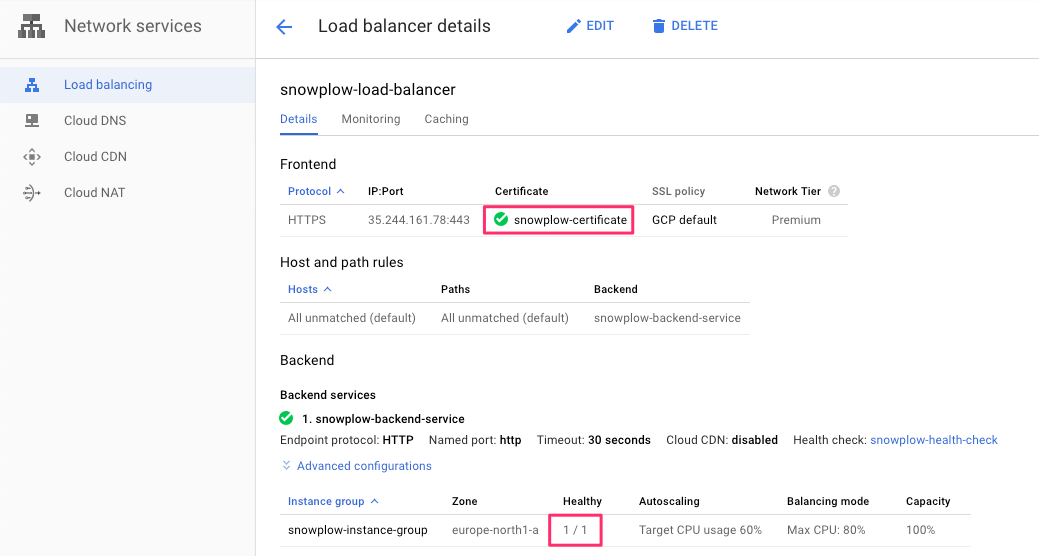 Network services
Load balancer details
EDIT
DELETE
Load balancing
Cloud DNS
Cloud CDN
Cloud NAT
snowplow-load-balancer
Details Monitoring Caching
Frontend
Protocol IP:Port Certificate SSL policy Network Tier ?
HTTPS 35.244.161.78:443 snowplow-certificate GCP default Premium
Host and path rules
Hosts Paths Backend
All unmatched (default) All unmatched (default) snowplow-backend-service
Backend
Backend services
1. snowplow-backend-service
Endpoint protocol: HTTP Named port: http Timeout: 30 seconds Cloud CDN: disabled Health check: snowplow-health-check
Advanced configurations
Instance group Zone Healthy Autoscaling Balancing mode Capacity
snowplow-instance-group europe-north1-a 1 / 1 Target CPU usage 60% Max CPU: 80% 100%